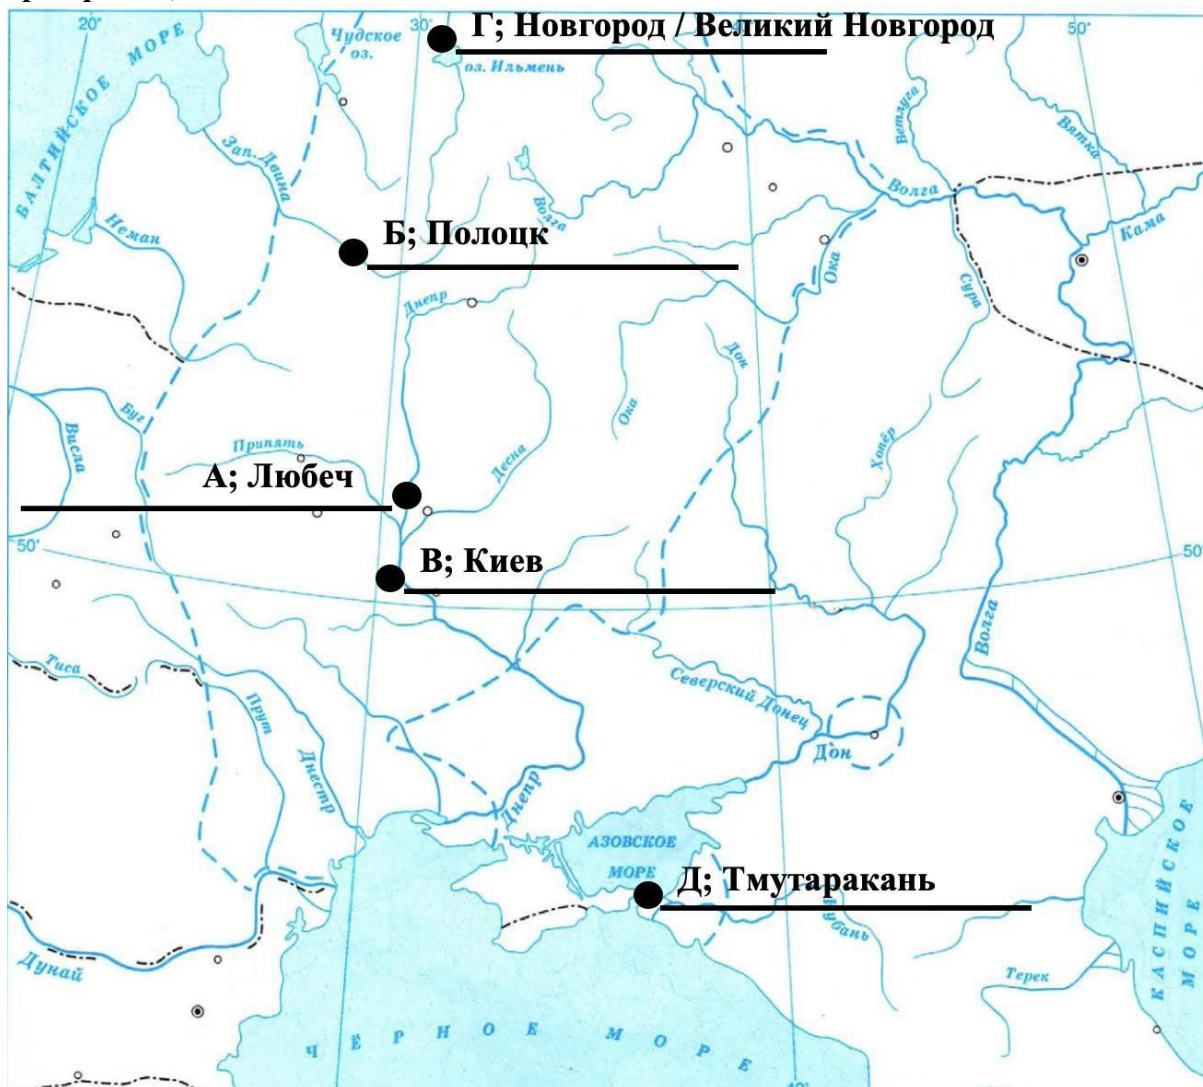 20°
30°
50°
Г; Новгород / Великий Новгород
Чудское
оз.
оз. Ильмень
БАЛТИЙСКОЕ МОРЕ
Зап. Двина
Ветлуга
Вятка
Волга
Волга
Неман
Б; Полоцк
Кама
Ока
Сура
Днепр
Дон
Буг
Ока
Висла
Припять
Десна
Хопёр
А; Любеч
50°
В; Киев
50°
Волга
Тиса
Северский Донец
Прут
Днестр
Дон
Днепр
АЗОВСКОЕ
МОРЕ
Д; Тмутаракань
Кубань
КАСПИЙСКОЕ
МОРЕ
Дунай
Терек
ЧЁРНОЕ МОРЕ